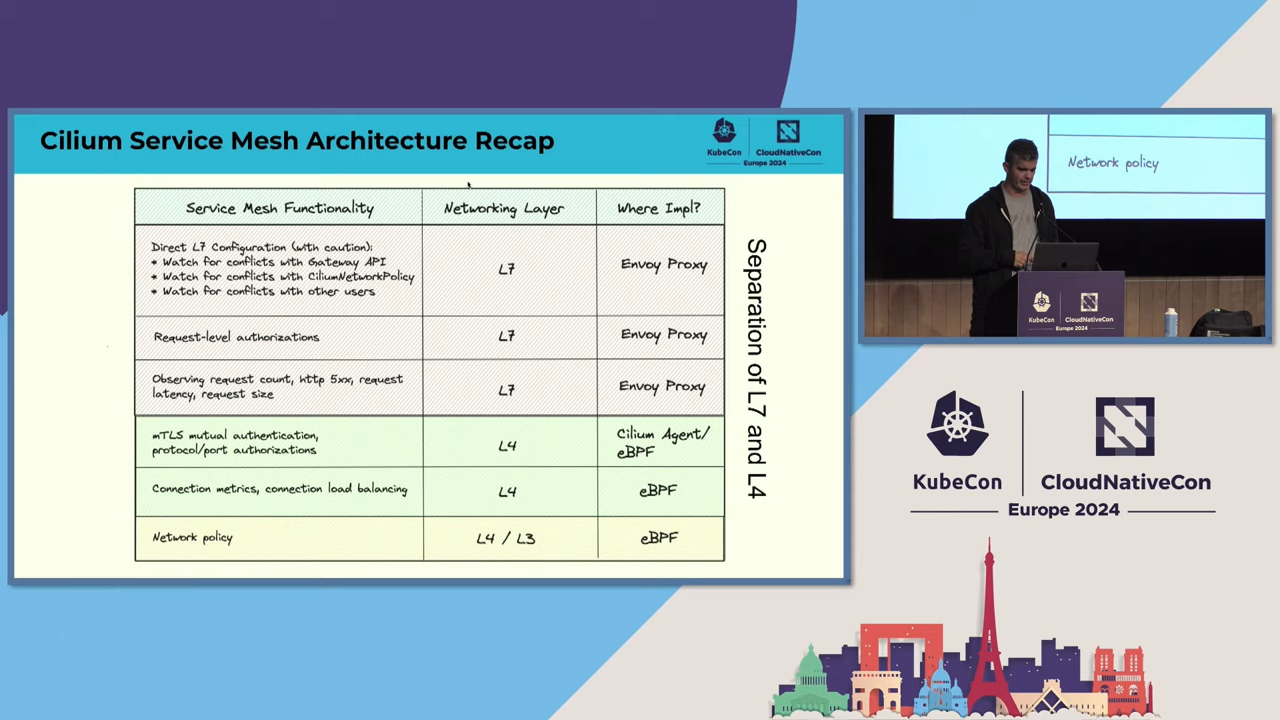 Cilium Service Mesh Architecture Recap
KubeCon
CloudNativeCon
Europe 2024
Service Mesh Functionality
Networking Layer
Where Impl?
Direct L7 Configuration (with caution):
* Watch for conflicts with Gateway API
* Watch for conflicts with CiliumNetworkPolicy
* Watch for conflicts with other users
L7
Envoy Proxy
Request-level authorizations
L7
Envoy Proxy
Observing request count, http 5xx, request
latency, request size
L7
Envoy Proxy
mTLS mutual authentication,
protocol/port authorizations
L4
Cilium Agent/
eBPF
Connection metrics, connection load balancing
L4
eBPF
Network policy
L4 / L3
eBPF
Separation of L7 and L4
Network policy
KubeCon
CloudNativeCon
Europe 2024
KubeCon
CloudNativeCon
Europe 2024